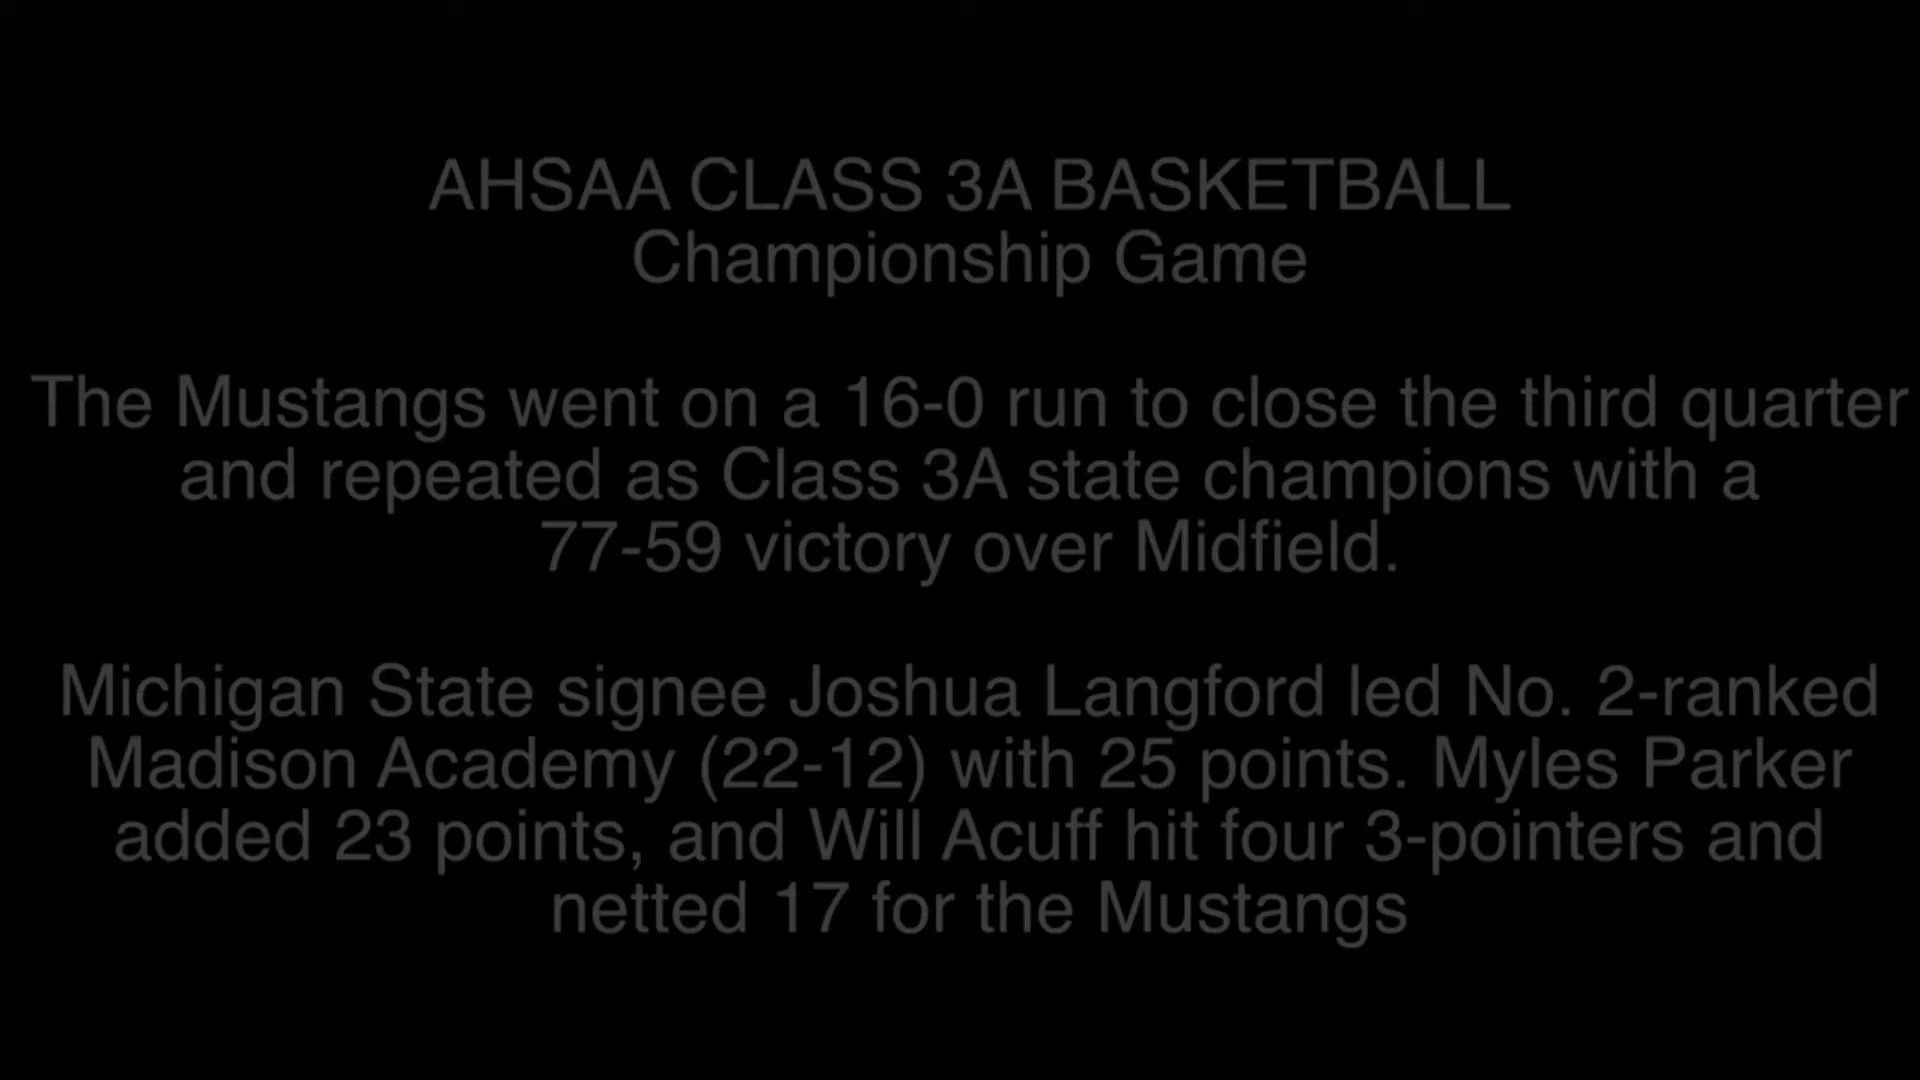 AHSAA CLASS 3A BASKETBALL
Championship Game
The Mustangs went on a 16-0 run to close the third quarter
and repeated as Class 3A state champions with a
77-59 victory over Midfield.
Michigan State signee Joshua Langford led No. 2-ranked
Madison Academy (22-12) with 25 points. Myles Parker
added 23 points, and Will Acuff hit four 3-pointers and
netted 17 for the Mustangs